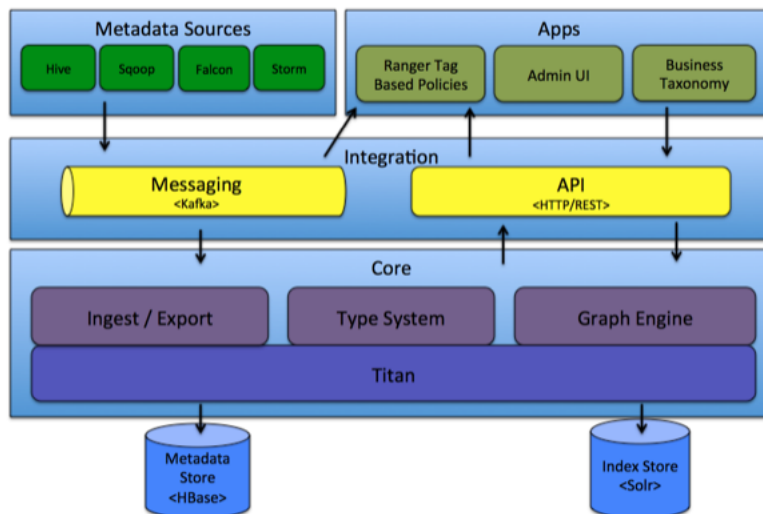 Metadata Sources
Hive
Sqoop
Falcon
Storm
Apps
Ranger Tag
Based Policies
Admin UI
Business
Taxonomy
Integration
Messaging
<Kafka>
API
<HTTP/REST>
Core
Ingest / Export
Type System
Graph Engine
Titan
Metadata
Store
<HBase>
Index Store
<Solr>